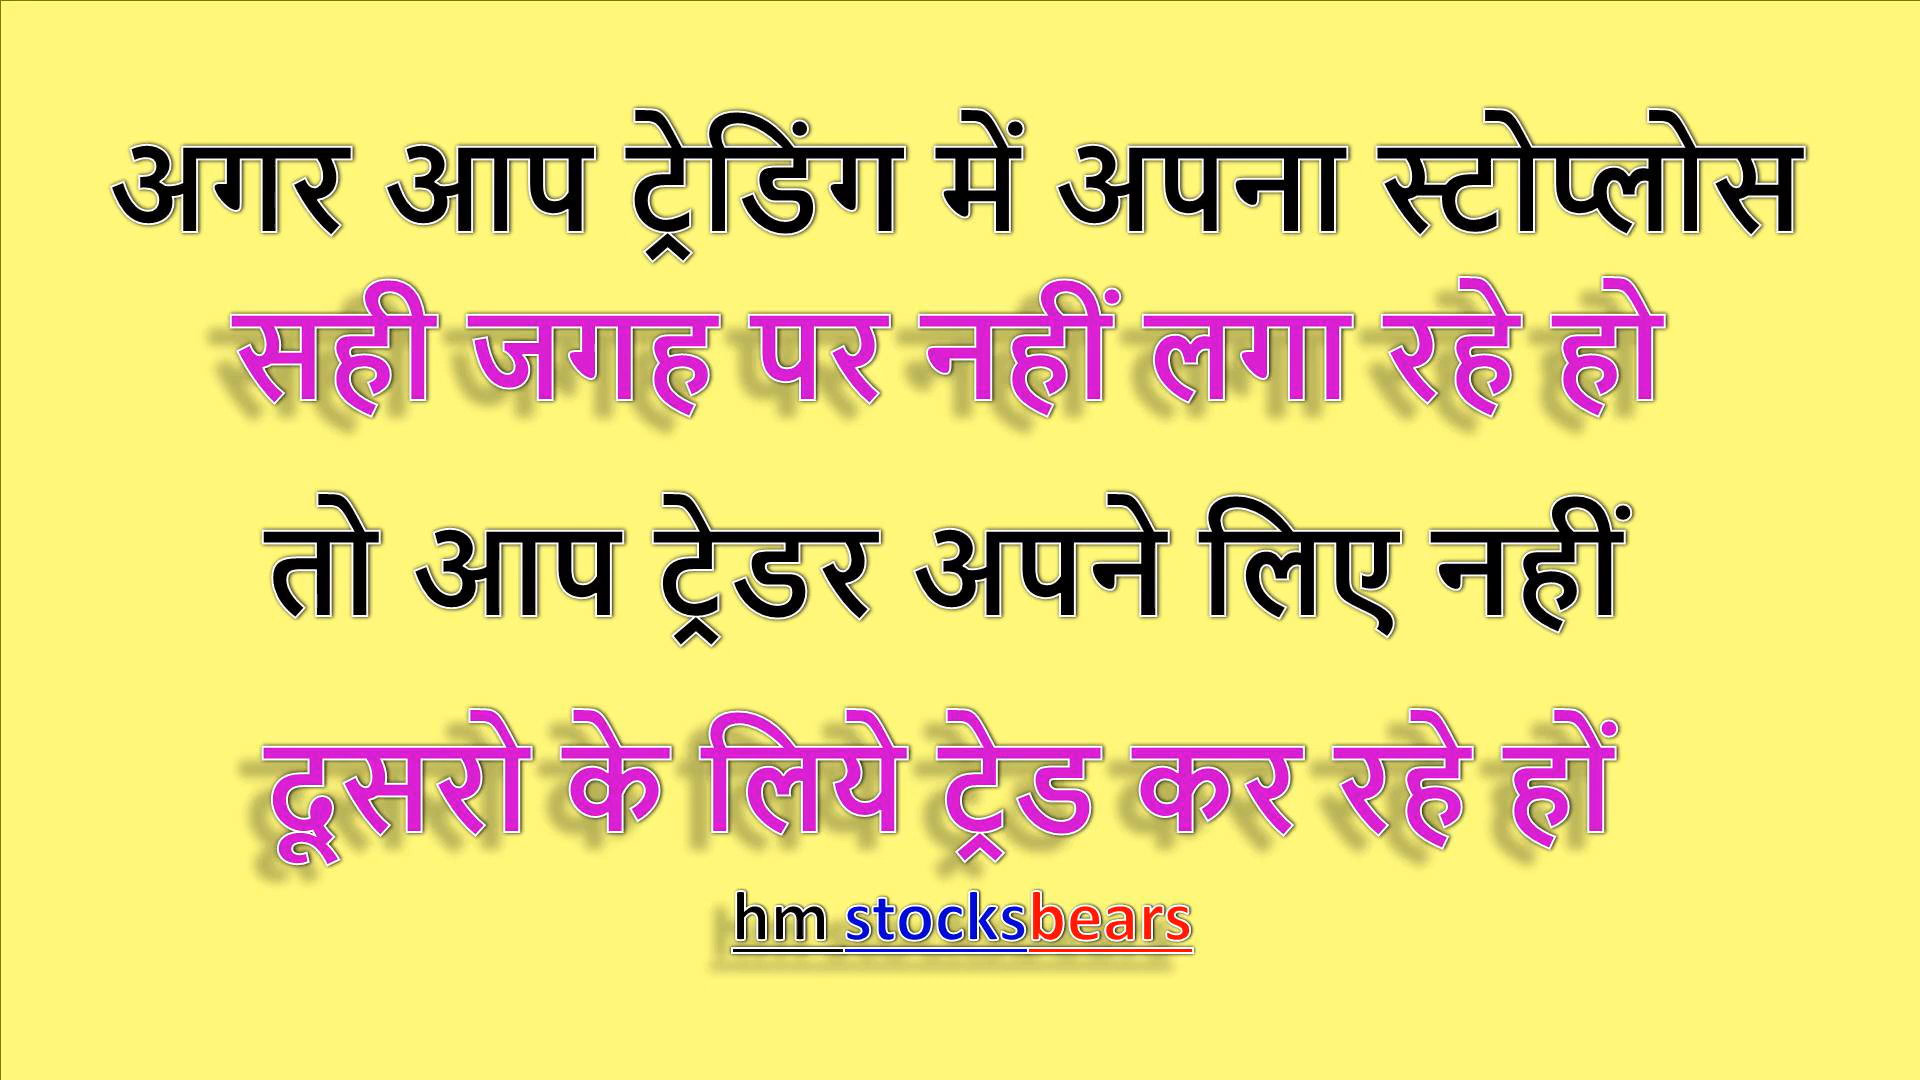 अगर आप ट्रेडिंग में अपना स्टोप्लोस
सही जगह पर नहीं लगा रहे हो
तो आप ट्रेडर अपने लिए नहीं
दूसरो के लिये ट्रेड कर रहे हों
hm stocksbears